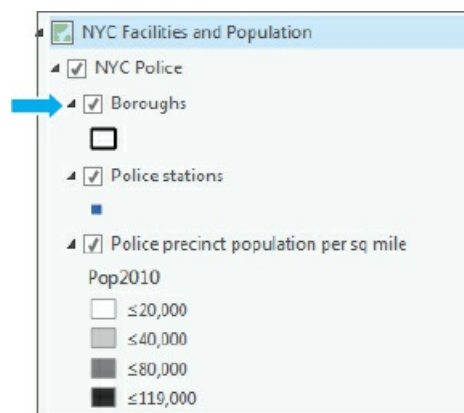 NYC Facilities and Population
NYC Police
Boroughs
Police stations
Police precinct population per sq mile
Pop2010
≤20,000
≤40,000
≤80,000
≤119,000